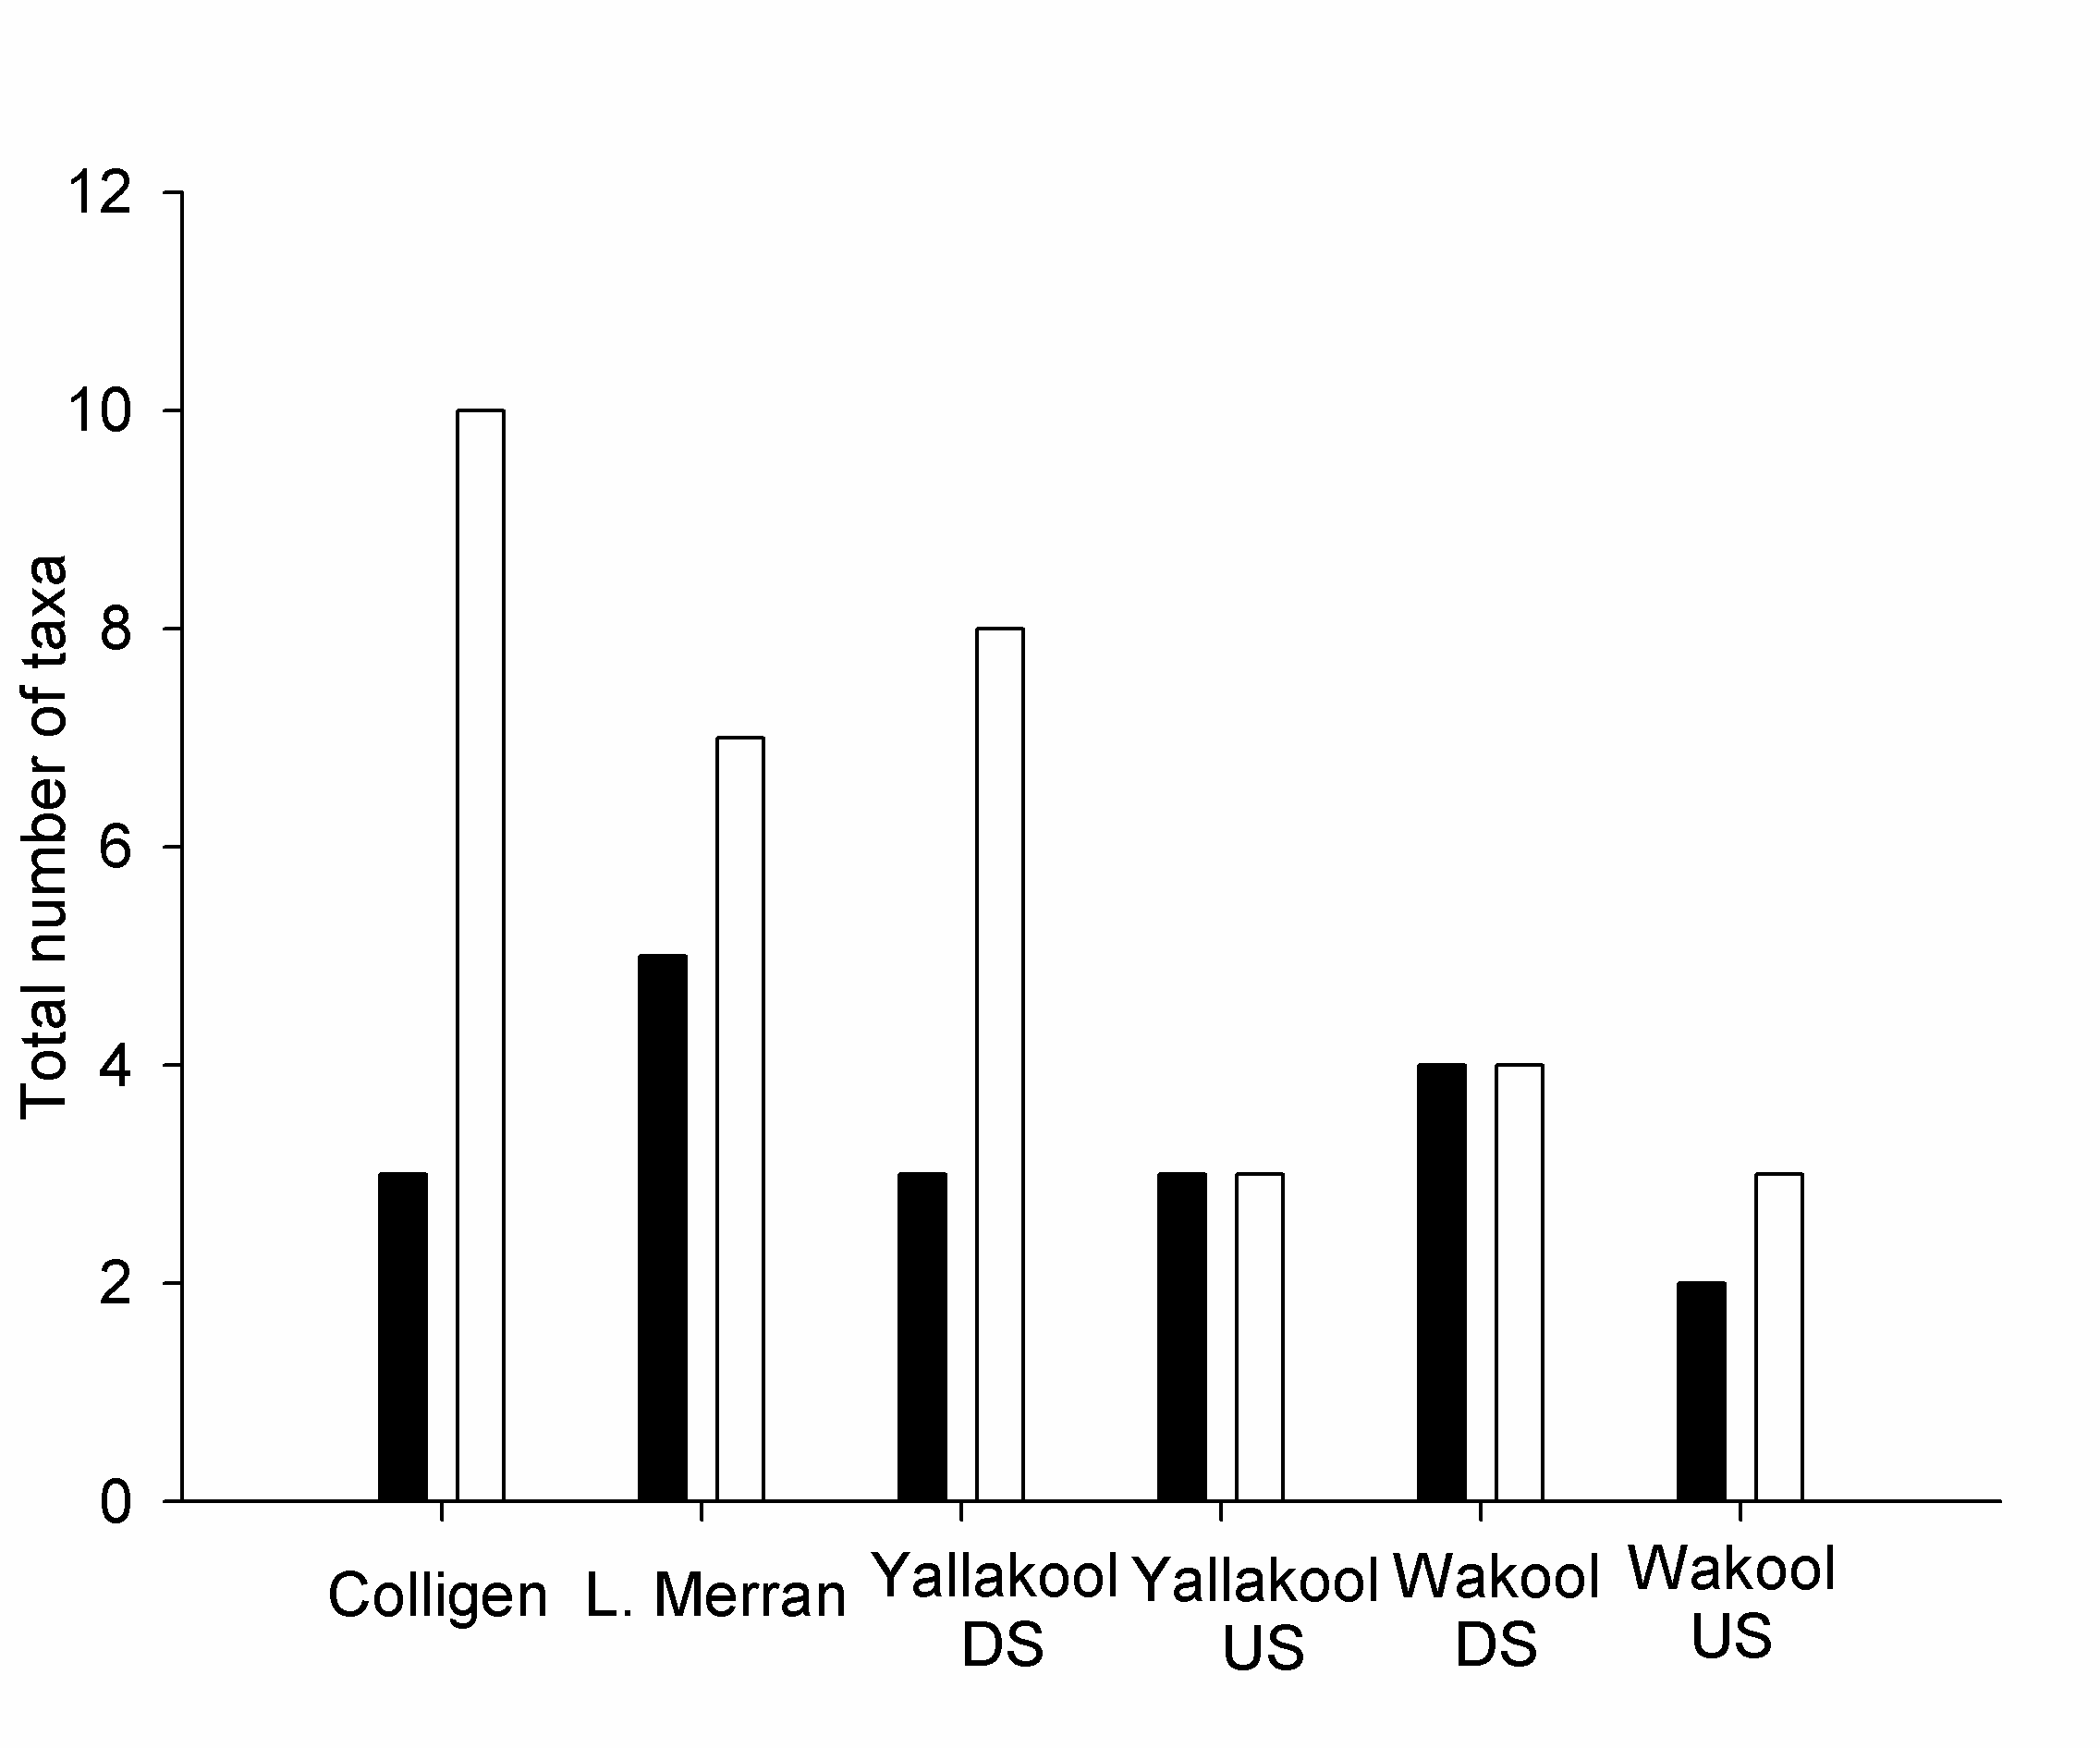 12
10
8
6
4
2
0
Total number of taxa
Colligen
L. Merran
Yallakool
DS
Yallakool
US
Wakool
DS
Wakool
US